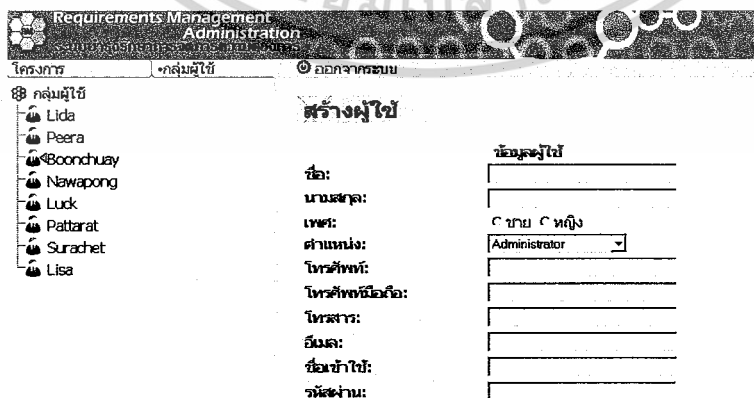 Requirements Management
Administration
โครงการ
•กลุ่มผู้ใช้
ออกจากระบบ
กลุ่มผู้ใช้
Lida
Peera
Boonchuay
Nawapong
Luck
Pattarat
Surachet
Lisa
สร้างผู้ใช้
ข้อมูลผู้ใช้
ชื่อ:
นามสกุล:
เพศ:
ชาย หญิง
ตำแหน่ง:
Administrator
โทรศัพท์:
โทรศัพท์มือถือ:
โทรสาร:
อีเมล:
ชื่อเข้าใช้:
รหัสผ่าน: